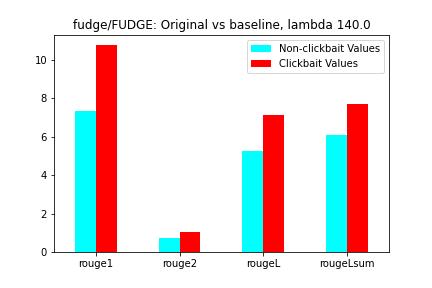 fudge/FUDGE: Original vs baseline, lambda 140.0
Non-clickbait Values
Clickbait Values
10
8
6
4
2
0
rouge1 rouge2 rougeL rougeLsum